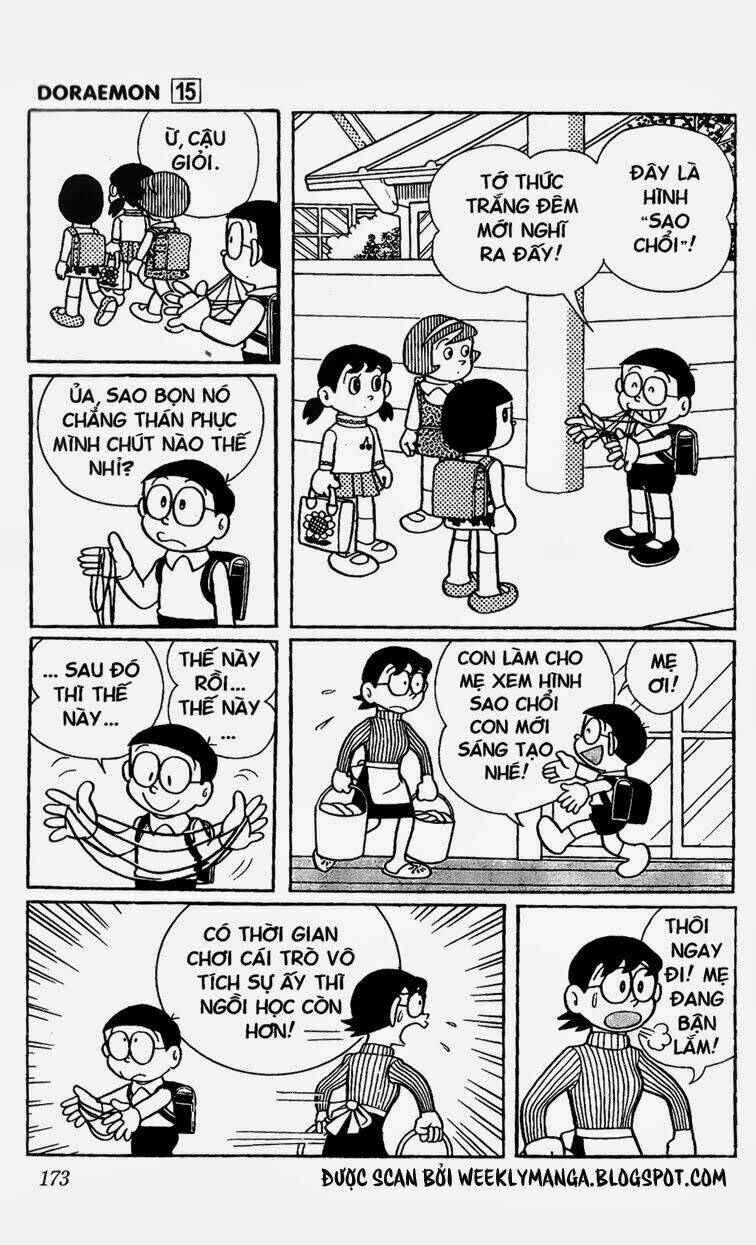 DORAEMON 15
ĐÂY LÀ
HÌNH
“SAO
CHỔI”!
TỚ THỨC
TRẮNG ĐÊM
MỚI NGHĨ
RA ĐẤY!
Ừ, CẬU
GIỎI.
ỦA, SAO BỌN NÓ
CHẲNG THÁN PHỤC
MÌNH CHÚT NÀO THẾ
NHỈ?
MẸ
ƠI!
CON LÀM CHO
MẸ XEM HÌNH
SAO CHỔI
CON MỚI
SÁNG TẠO
NHÉ!
THẾ NÀY
RỒI...
THẾ NÀY
...
... SAU ĐÓ
THÌ THẾ
NÀY...
THÔI
NGAY
ĐI! MẸ
ĐANG
BẬN
LẮM!
CÓ THỜI GIAN
CHƠI CÁI TRÒ VÔ
TÍCH SỰ ẤY THÌ
NGỒI HỌC CÒN
HƠN!
173
ĐƯỢC SCAN BỞI WEEKLYMANGA.BLOGSPOT.COM